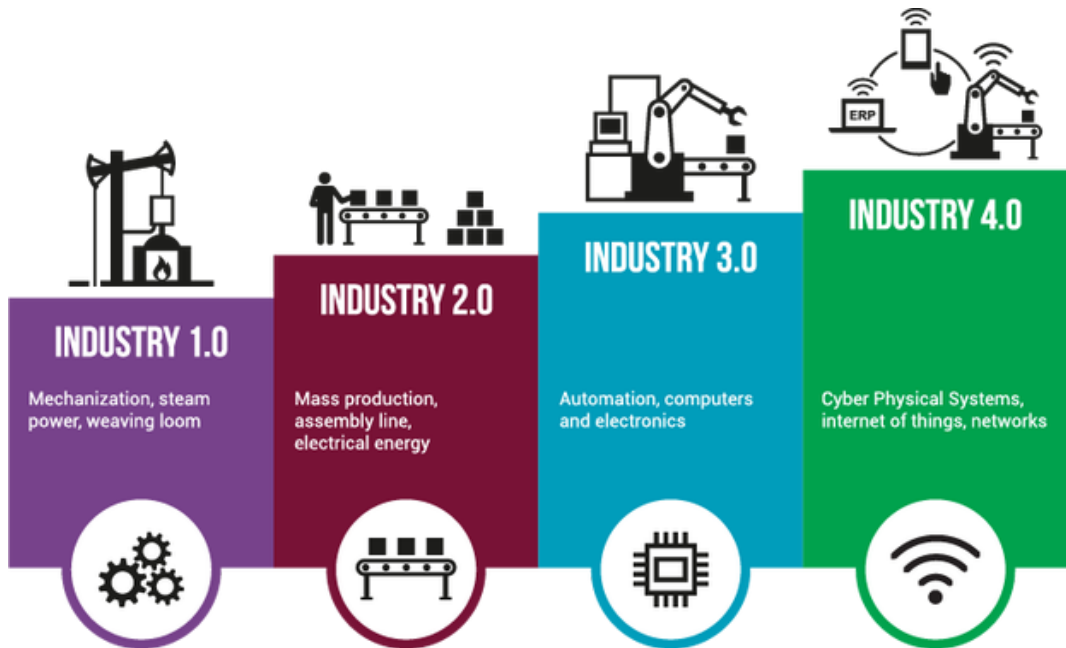 INDUSTRY 1.0
Mechanization, steam
power, weaving loom
INDUSTRY 2.0
Mass production,
assembly line,
electrical energy
INDUSTRY 3.0
Automation, computers
and electronics
ERP
INDUSTRY 4.0
Cyber Physical Systems,
internet of things, networks